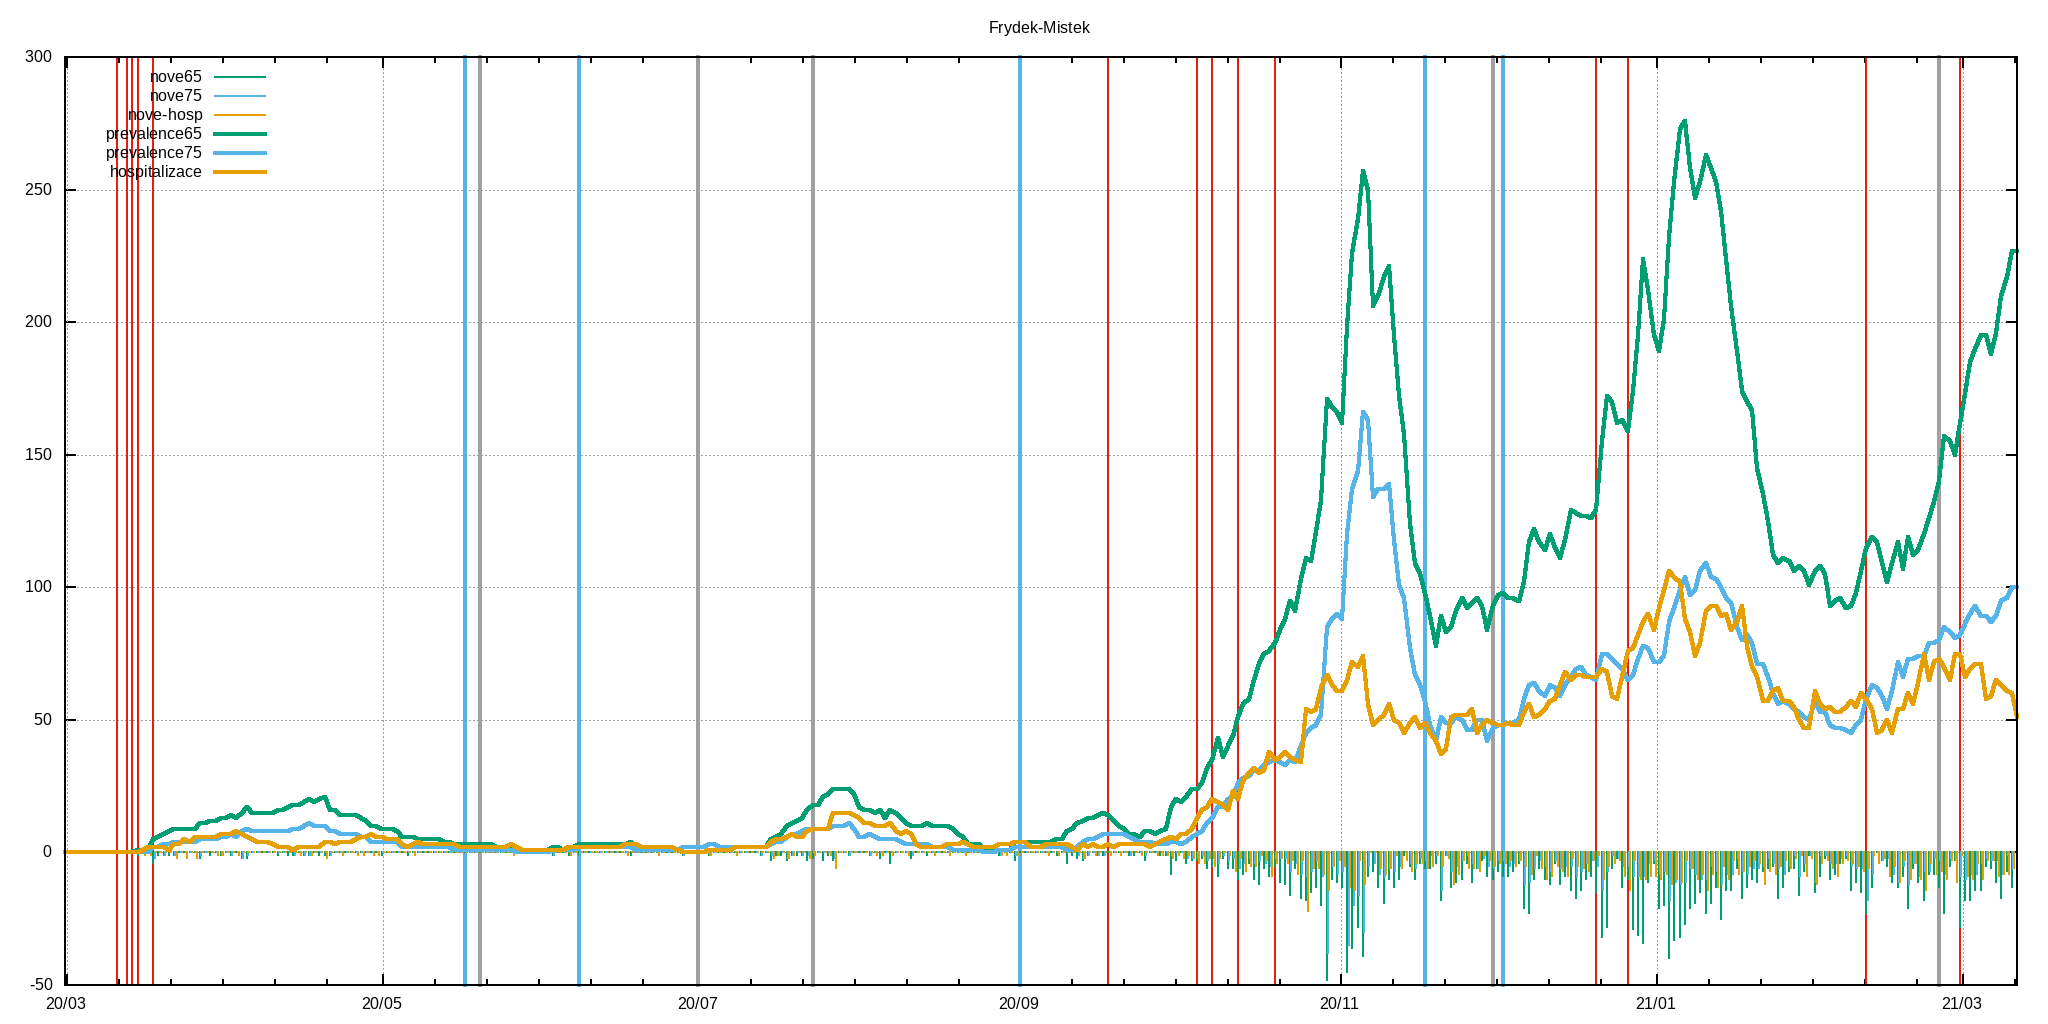 Frydek-Mistek
300
nove65
nove75
nove-hosp
prevalence65
prevalence75
hospitalizace
250
200
150
100
50
0
-50
20/03 20/05 20/07 20/09 20/11 21/01 21/03